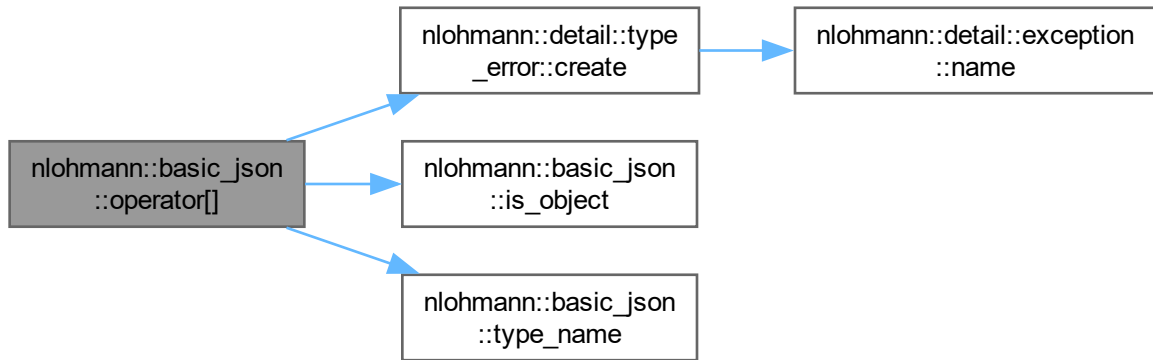 nlohmann::basic_json
::operator[]
nlohmann::detail::type
_error::create
nlohmann::detail::exception
::name
nlohmann::basic_json
::is_object
nlohmann::basic_json
::type_name